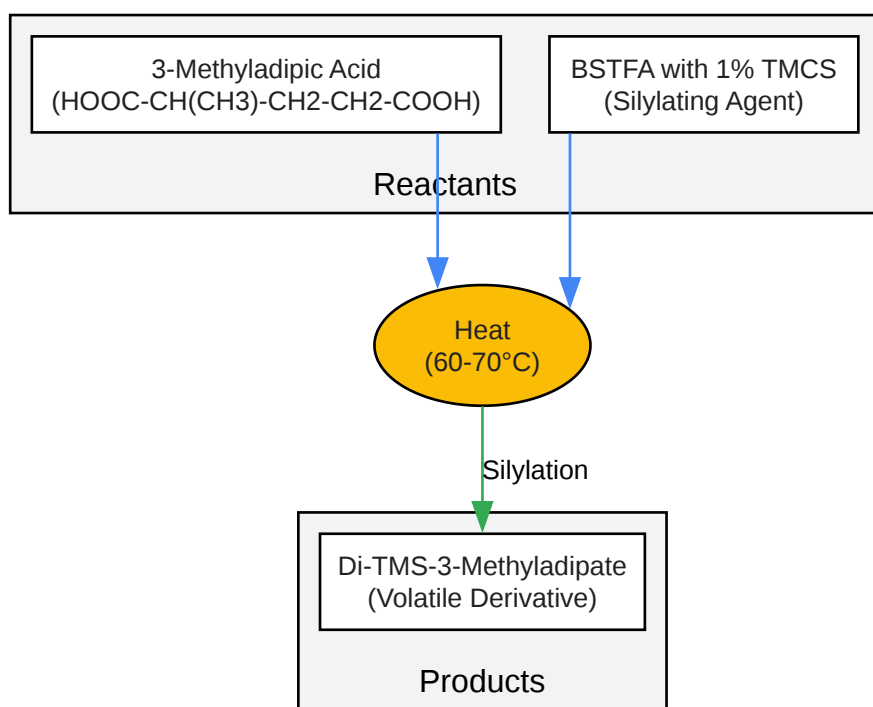 3-Methyladipic Acid
(HOOC-CH(CH3)-CH2-CH2-COOH)
BSTFA with 1% TMCS
(Silylating Agent)
Reactants
Heat
(60-70°C)
Silylation
Di-TMS-3-Methyladipate
(Volatile Derivative)
Products